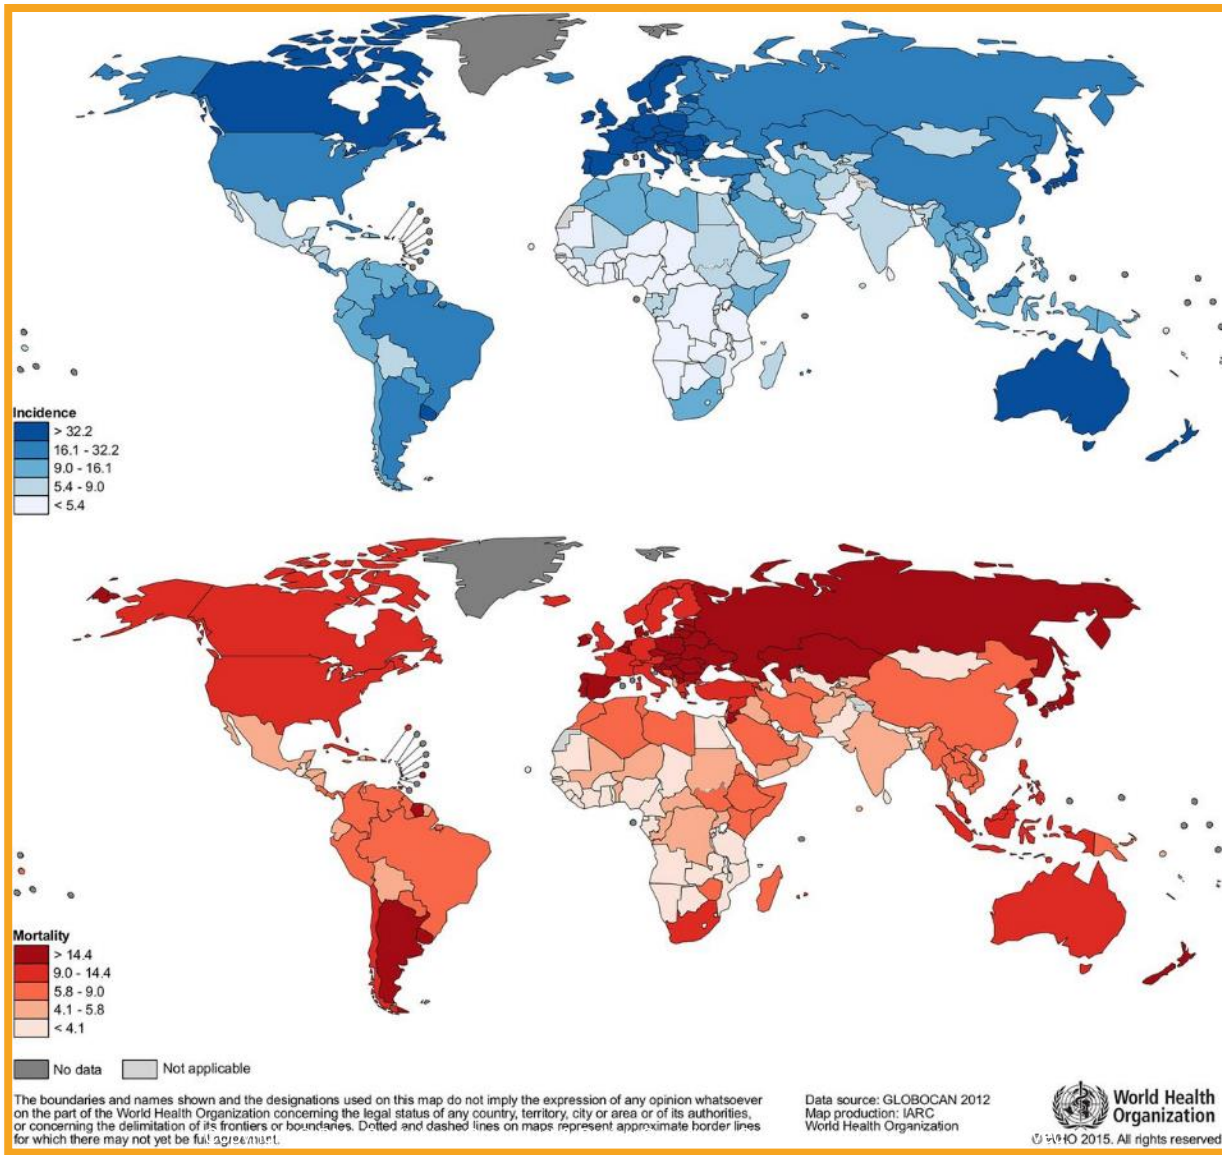 Incidence
> 32.2
16.1 - 32.2
9.0 - 16.1
5.4 - 9.0
< 5.4
Mortality
> 14.4
9.0 - 14.4
5.8 - 9.0
4.1 - 5.8
< 4.1
No data
Not applicable
The boundaries and names shown and the designations used on this map do not imply the expression of any opinion whatsoever
on the part of the World Health Organization concerning the legal status of any country, territory, city or area or of its authorities,
or concerning the delimitation of its frontiers or boundaries. Dotted and dashed lines on maps represent approximate border lines
for which there may not yet be full agreement.
Data source: GLOBOCAN 2012
Map production: IARC
World Health Organization
World Health
Organization
© WHO 2015. All rights reserved